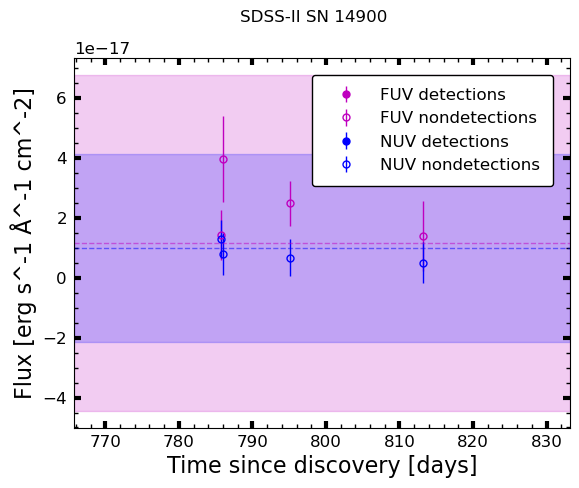 SDSS-II SN 14900
1e−17
FUV detections
FUV nondetections
NUV detections
NUV nondetections
6
4
2
0
−2
−4
Flux [erg s^-1 Å^-1 cm^-2]
770 780 790 800 810 820 830
Time since discovery [days]